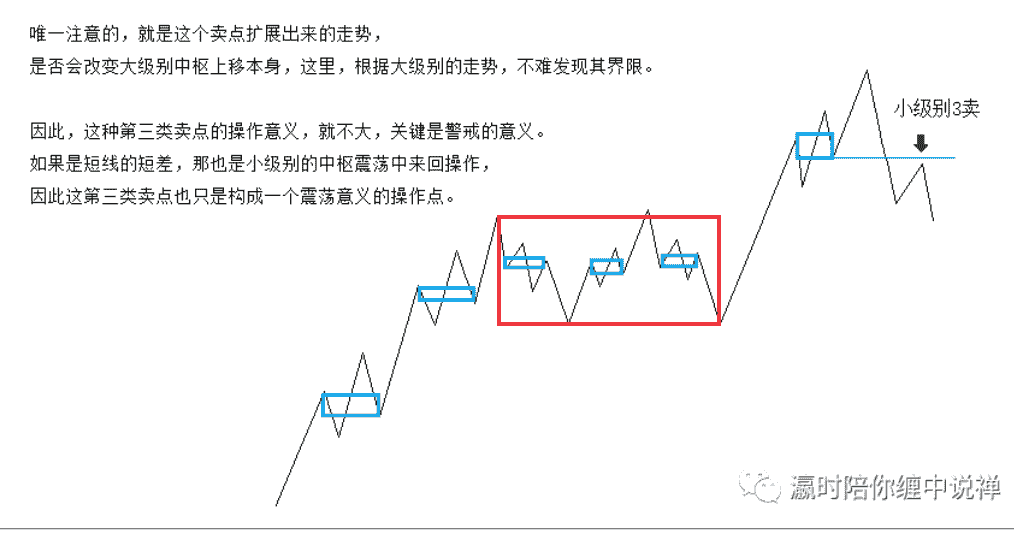 唯一注意的，就是这个卖点扩展出来的走势，
是否会改变大级别中枢上移本身，这里，根据大级别的走势，不难发现其界限。
因此，这种第三类卖点的操作意义，就不大，关键是警戒的意义。
如果是短线的短差，那也是小级别的中枢震荡中来回操作，
因此这第三类卖点也只是构成一个震荡意义的操作点。
小级别3卖
瀛时陪你缠中说禅